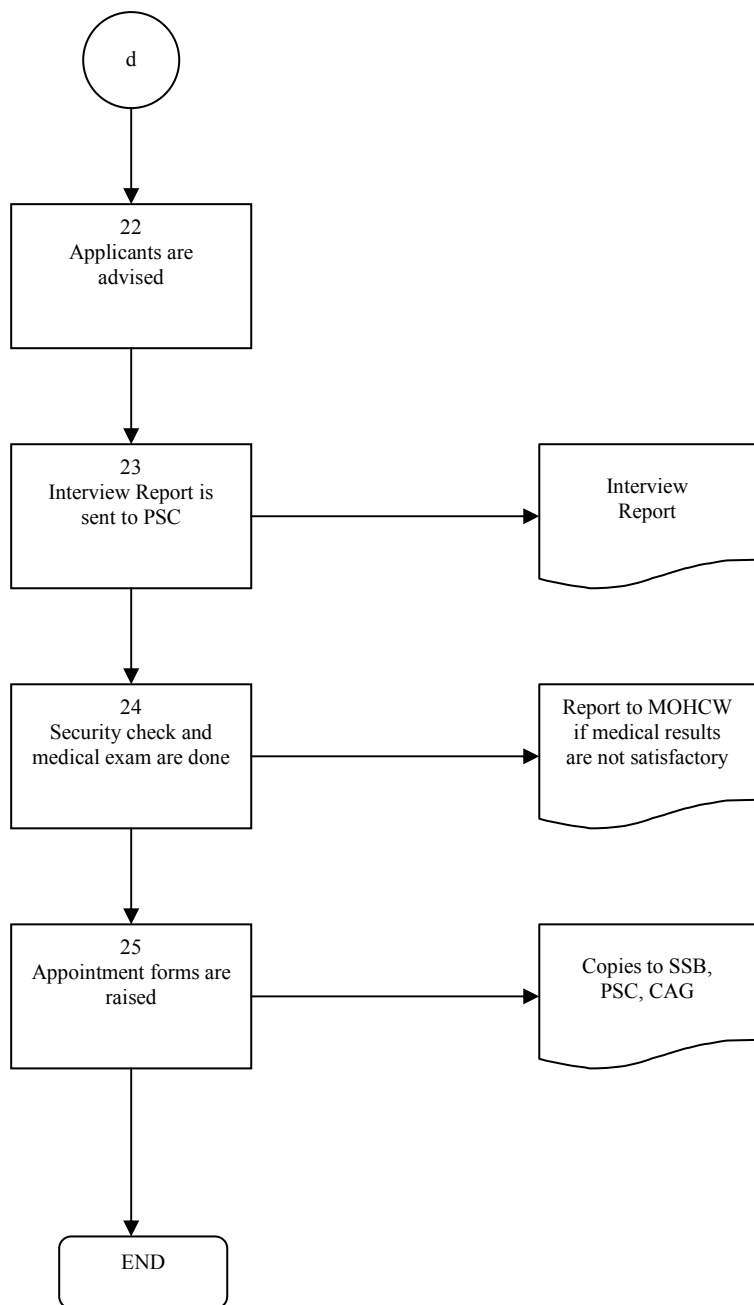 d
22
Applicants are
advised
23
Interview Report is
sent to PSC
Interview
Report
24
Security check and
medical exam are done
Report to MOHCW
if medical results
are not satisfactory
25
Appointment forms are
raised
Copies to SSB,
PSC, CAG
END